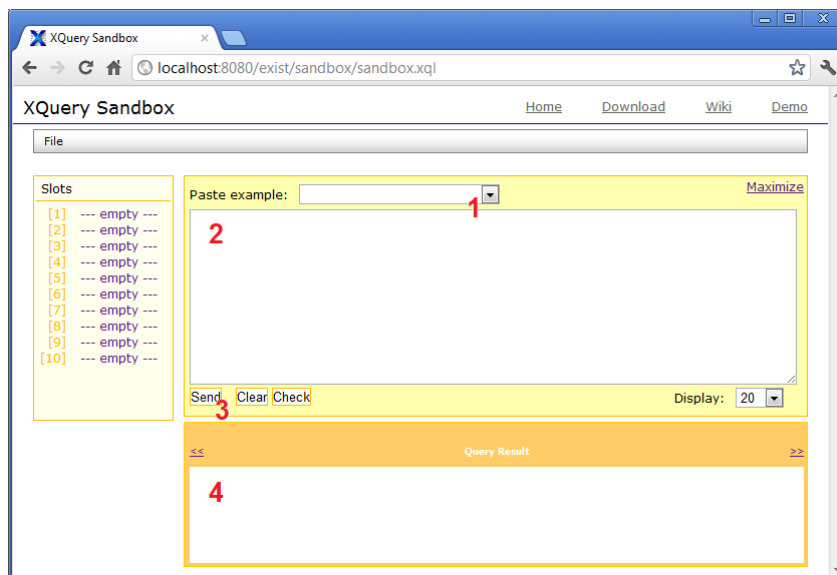 XQuery Sandbox
localhost:8080/exist/sandbox/sandbox.xql
XQuery Sandbox Home Download Wiki Demo
File
Slots
[1] --- empty ---
[2] --- empty ---
[3] --- empty ---
[4] --- empty ---
[5] --- empty ---
[6] --- empty ---
[7] --- empty ---
[8] --- empty ---
[9] --- empty ---
[10] --- empty ---
Maximize
Paste example:
1
2
Send Clear Check Display: 20
3
<< Query Result >>
4